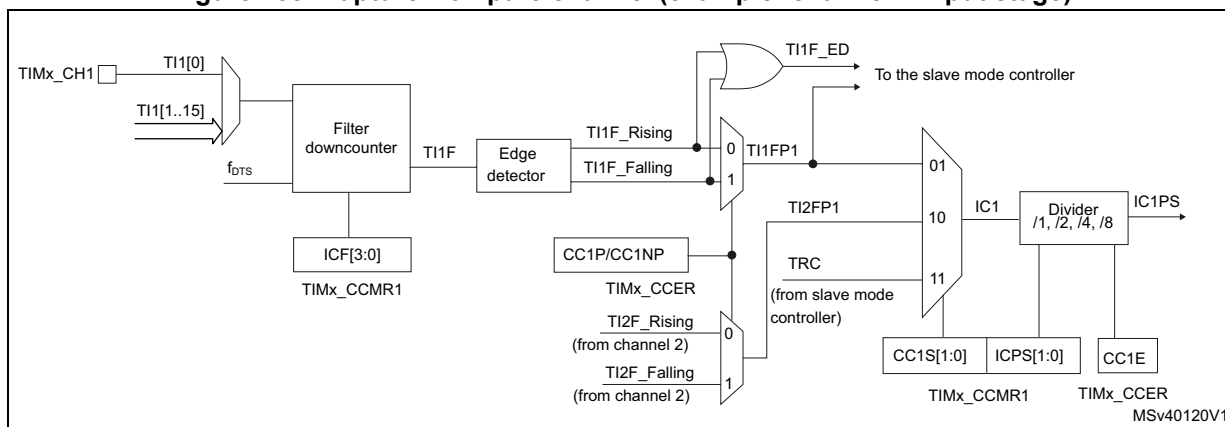 TI1F_ED
TI1[0]
TIMx_CH1
To the slave mode controller
TI1[1..15]
Filter
downcounter
TI1F_Rising
0
TI1FP1
TI1F
Edge
detector
TI1F_Falling
1
01
fDTS
TI2FP1
10
IC1
Divider
/1, /2, /4, /8
IC1PS
ICF[3:0]
TIMx_CCMR1
CC1P/CC1NP
TIMx_CCER
TRC
11
(from slave mode
controller)
TI2F_Rising
0
(from channel 2)
TI2F_Falling
1
(from channel 2)
CC1S[1:0]
ICPS[1:0]
CC1E
TIMx_CCMR1
TIMx_CCER
MSv40120V1